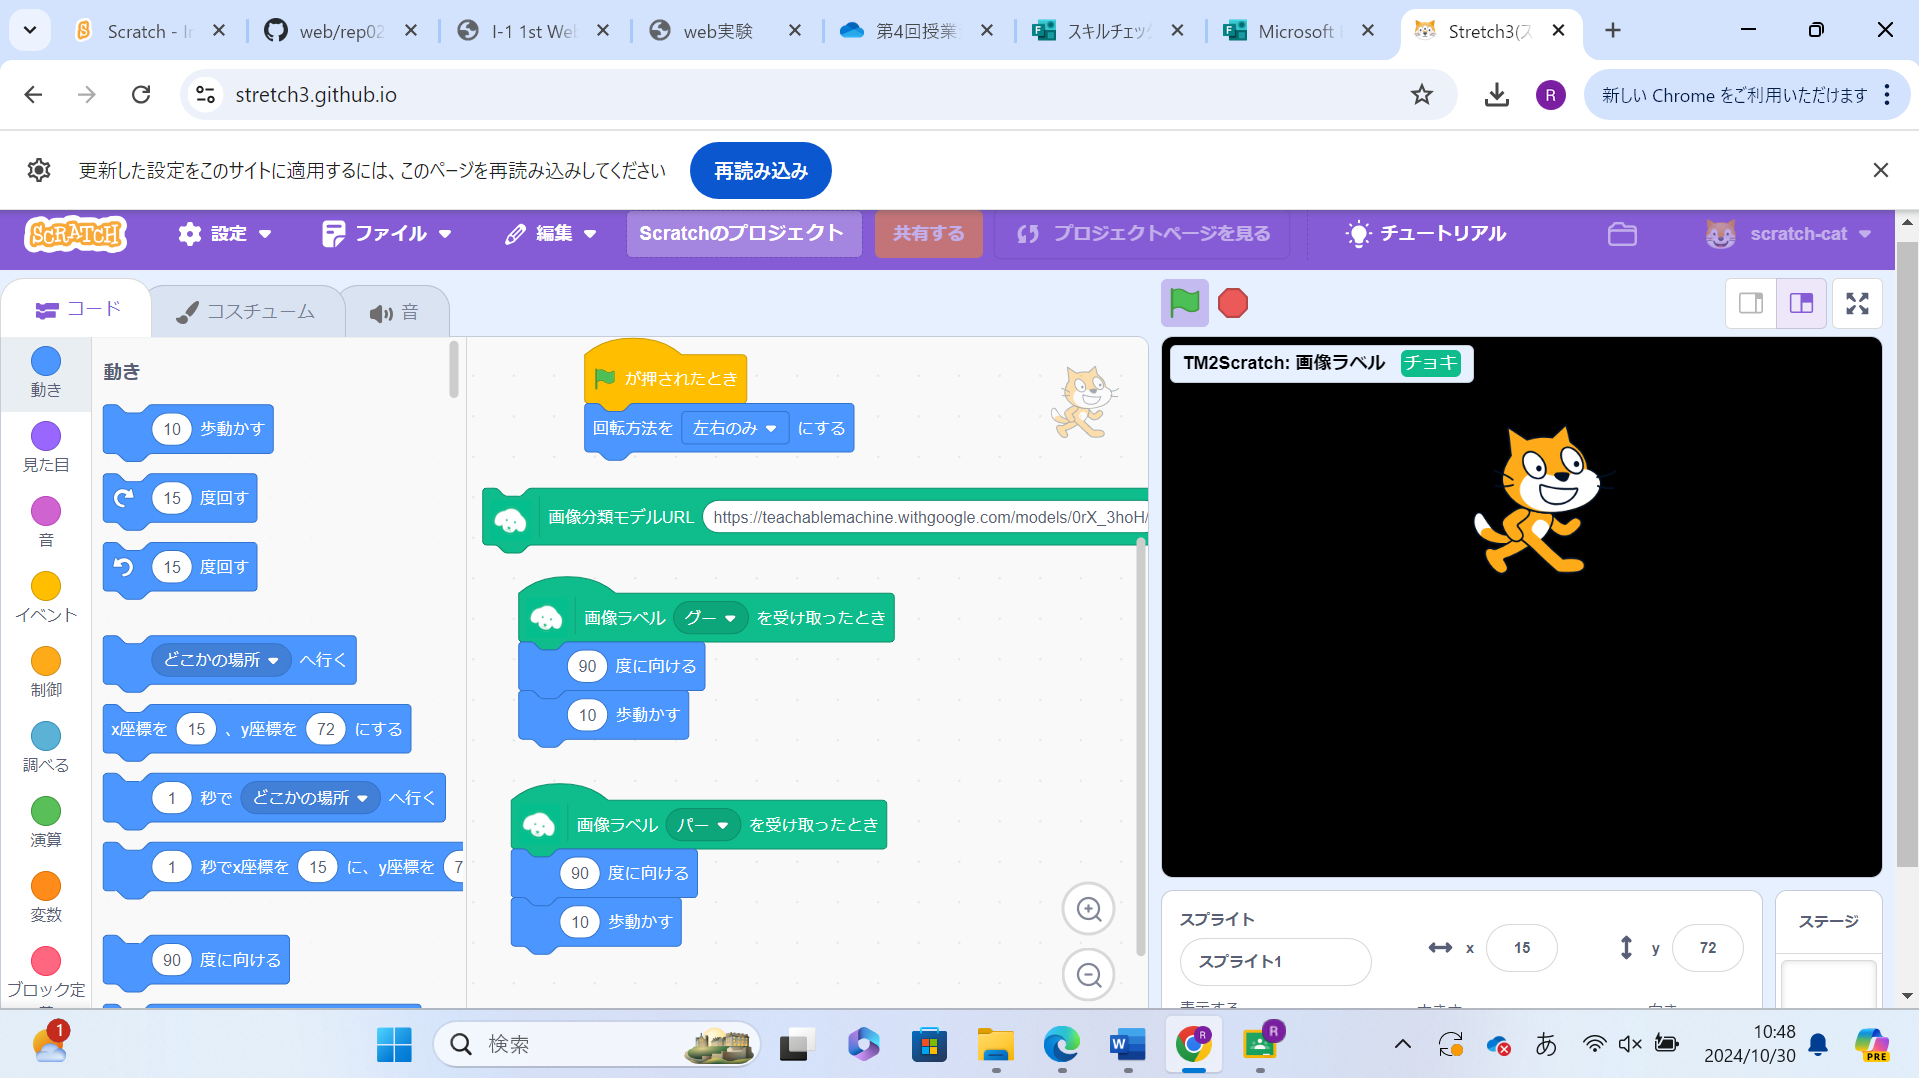 Scratch - Ir
web/rep02
I-1 1st Web
web実験
第4回授業
スキルチェック
Microsoft
Stretch3(ス
stretch3.github.io
R
新しい Chrome をご利用いただけます
更新した設定をこのサイトに適用するには、このページを再読み込みしてください
再読み込み
SCRATCH
設定
ファイル
編集
Scratchのプロジェクト
共有する
プロジェクトページを見る
チュートリアル
scratch-cat
コード
コスチューム
音
動き
見た目
音
イベント
制御
調べる
演算
変数
ブロック定
動き
10 歩動かす
15 度回す
15 度回す
どこかの場所 へ行く
x座標を 15 、y座標を 72 にする
1 秒で どこかの場所 へ行く
1 秒でx座標を 15 に、y座標を 7
90 度に向ける
が押されたとき
回転方法を 左右のみ にする
画像分類モデルURL https://teachablemachine.withgoogle.com/models/0rX_3hoH/
画像ラベル グー を受け取ったとき
90 度に向ける
10 歩動かす
画像ラベル パー を受け取ったとき
90 度に向ける
10 歩動かす
TM2Scratch: 画像ラベル チョキ
スプライト
スプライト1
x 15
y 72
ステージ
1
検索
R
R
あ
10:48
2024/10/30
PRE